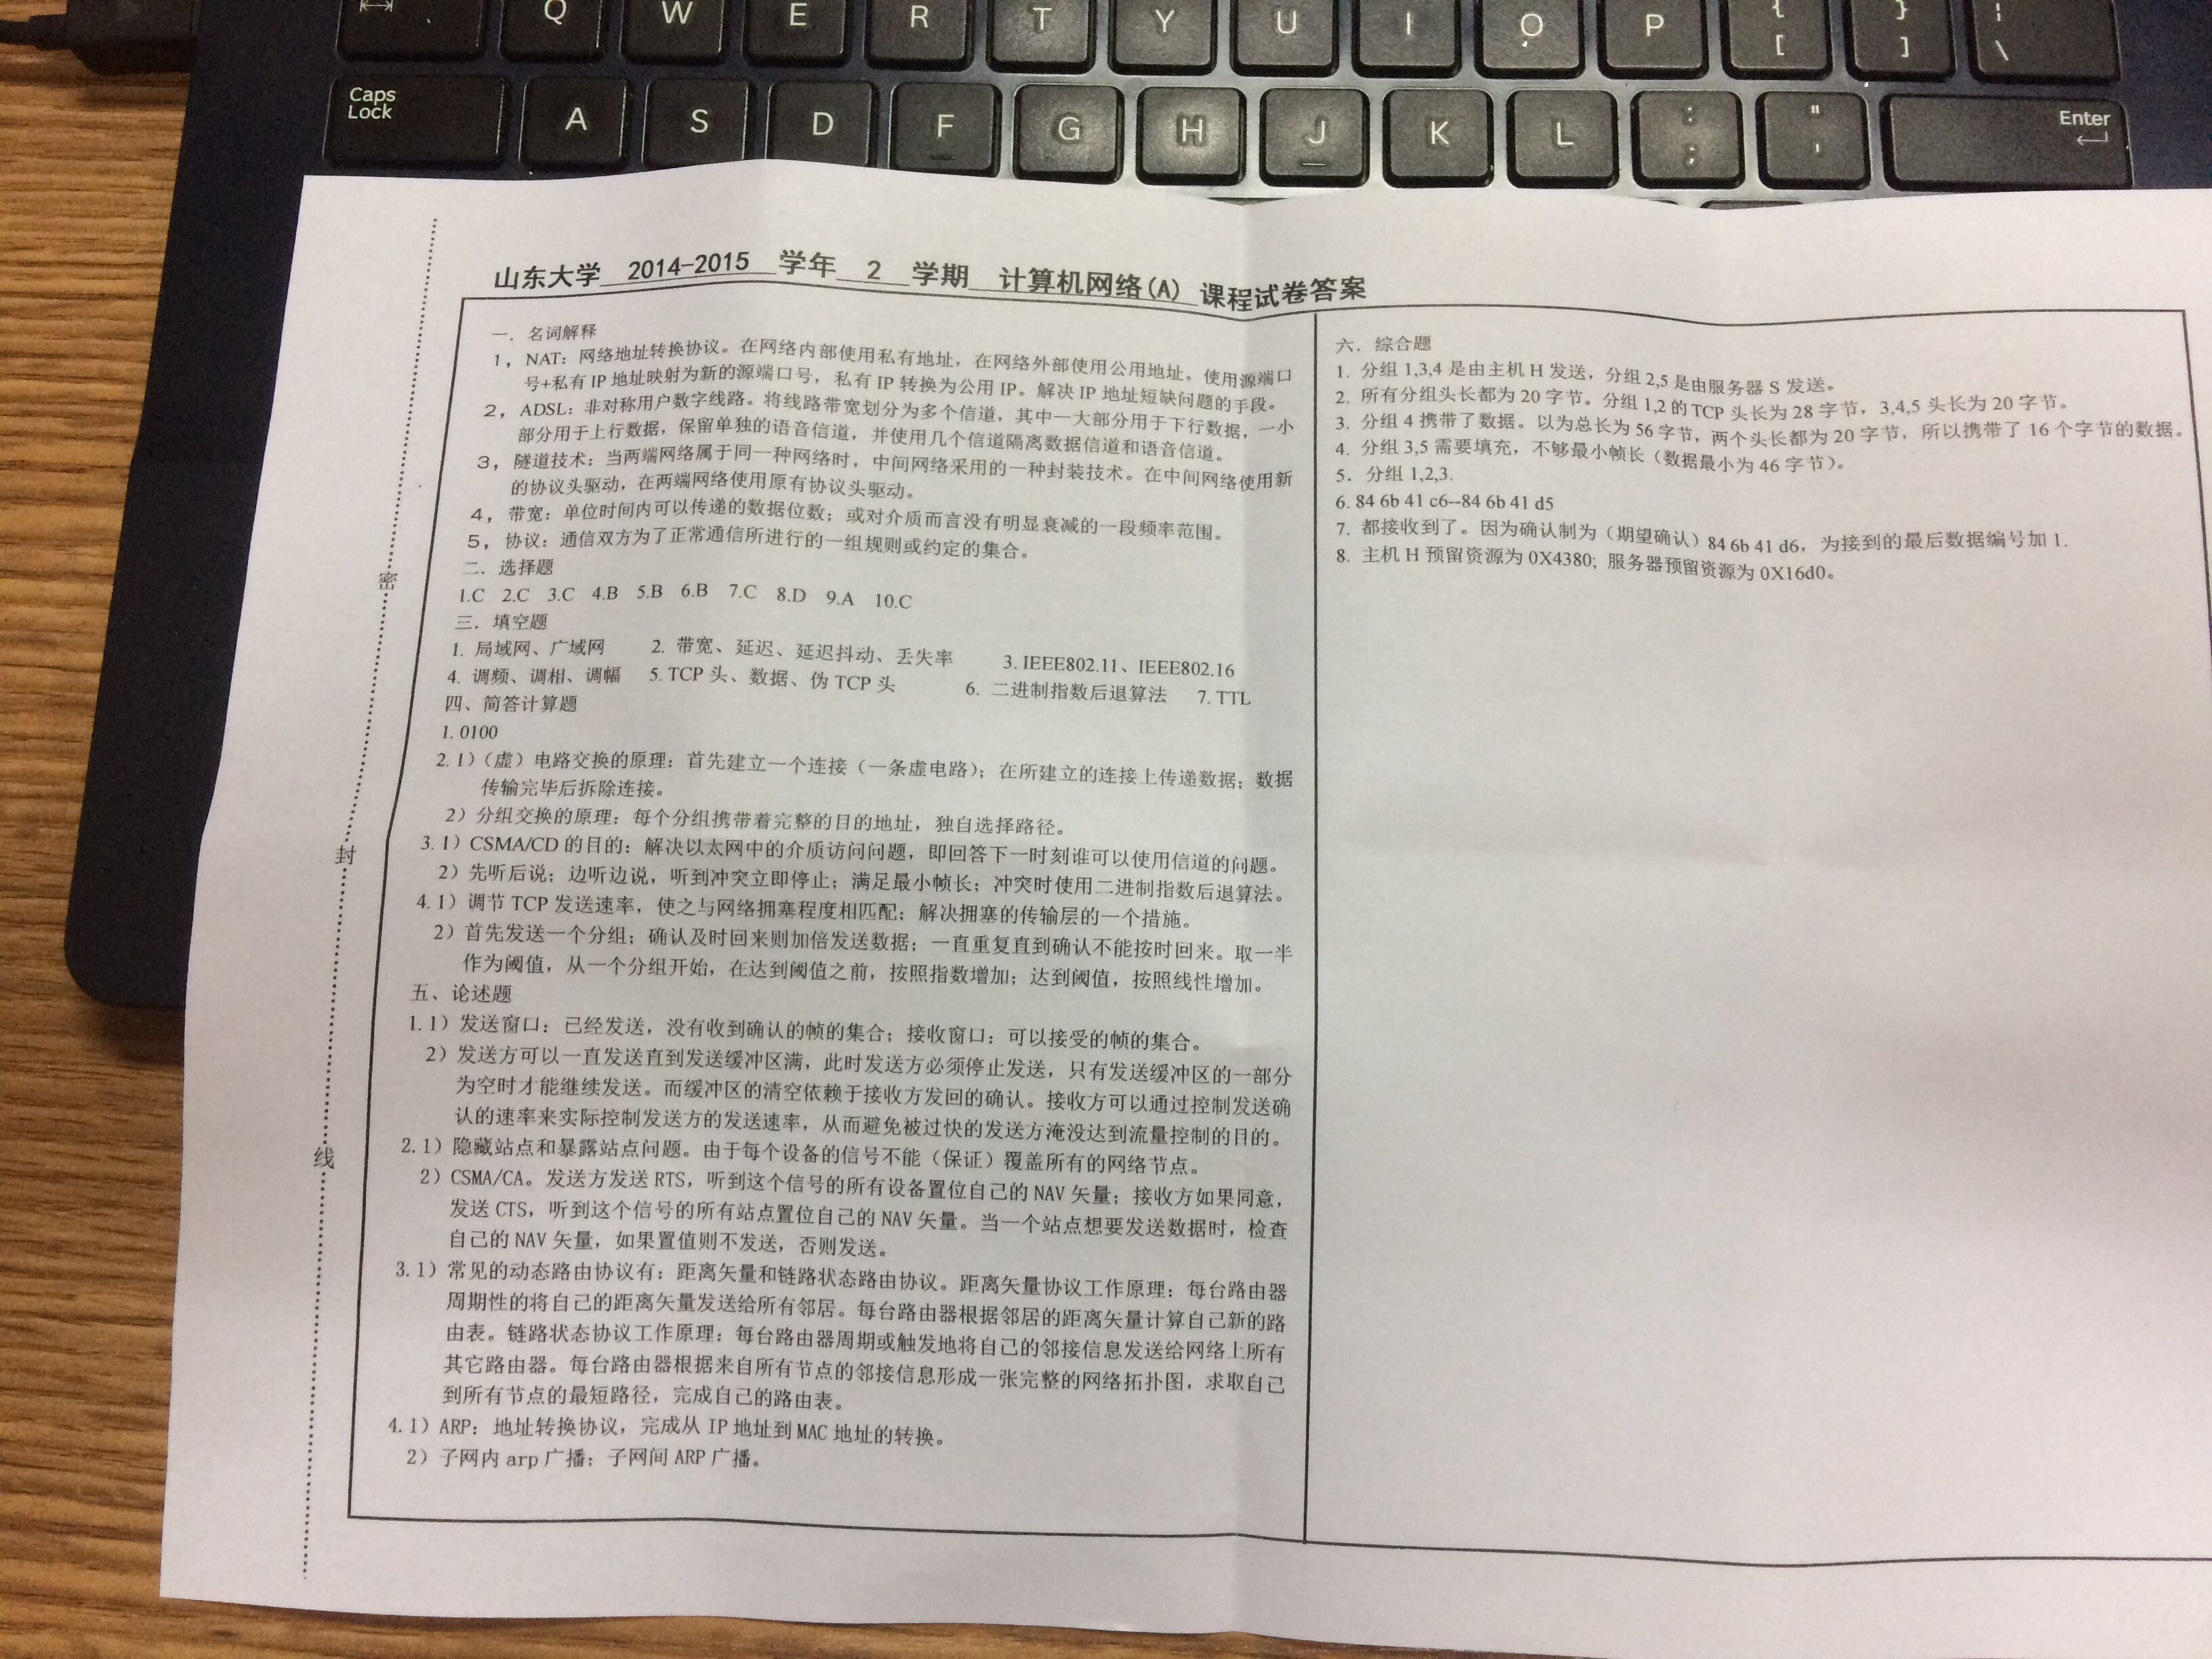 Q W E R T Y U I O P { [ } ] ¦ \
Caps Lock A S D F G H J K L : ; " ' Enter
山东大学 2014-2015 学年 2 学期 计算机网络(A) 课程试卷答案
一．名词解释
1，NAT：网络地址转换协议。在网络内部使用私有地址，在网络外部使用公用地址。使用源端口
号+私有 IP 地址映射为新的源端口号，私有 IP 转换为公用 IP。解决 IP 地址短缺问题的手段。
2，ADSL：非对称用户数字线路。将线路带宽划分为多个信道，其中一大部分用于下行数据，一小
部分用于上行数据，保留单独的语音信道，并使用几个信道隔离数据信道和语音信道。
3，隧道技术：当两端网络属于同一种网络时，中间网络采用的一种封装技术。在中间网络使用新
的协议头驱动，在两端网络使用原有协议头驱动。
4，带宽：单位时间内可以传递的数据位数；或对介质而言没有明显衰减的一段频率范围。
5，协议：通信双方为了正常通信所进行的一组规则或约定的集合。
二．选择题
1.C 2.C 3.C 4.B 5.B 6.B 7.C 8.D 9.A 10.C
三．填空题
1. 局域网、广域网 2. 带宽、延迟、延迟抖动、丢失率 3. IEEE802.11、IEEE802.16
4. 调频、调相、调幅 5. TCP 头、数据、伪 TCP 头 6. 二进制指数后退算法 7. TTL
四、简答计算题
1. 0100
2. 1）（虚）电路交换的原理：首先建立一个连接（一条虚电路）；在所建立的连接上传递数据；数据
传输完毕后拆除连接。
2）分组交换的原理：每个分组携带着完整的目的地址，独自选择路径。
3. 1）CSMA/CD 的目的：解决以太网中的介质访问问题，即回答下一时刻谁可以使用信道的问题。
2）先听后说；边听边说，听到冲突立即停止；满足最小帧长；冲突时使用二进制指数后退算法。
4. 1）调节 TCP 发送速率，使之与网络拥塞程度相匹配；解决拥塞的传输层的一个措施。
2）首先发送一个分组；确认及时回来则加倍发送数据；一直重复直到确认不能按时回来。取一半
作为阈值，从一个分组开始，在达到阈值之前，按照指数增加；达到阈值，按照线性增加。
五、论述题
1. 1）发送窗口：已经发送，没有收到确认的帧的集合；接收窗口：可以接受的帧的集合。
2）发送方可以一直发送直到发送缓冲区满，此时发送方必须停止发送，只有发送缓冲区的一部分
为空时才能继续发送。而缓冲区的清空依赖于接收方发回的确认。接收方可以通过控制发送确
认的速率来实际控制发送方的发送速率，从而避免被过快的发送方淹没达到流量控制的目的。
2. 1）隐藏站点和暴露站点问题。由于每个设备的信号不能（保证）覆盖所有的网络节点。
2）CSMA/CA。发送方发送 RTS，听到这个信号的所有设备置位自己的 NAV 矢量；接收方如果同意，
发送 CTS，听到这个信号的所有站点置位自己的 NAV 矢量。当一个站点想要发送数据时，检查
自己的 NAV 矢量，如果置值则不发送，否则发送。
3. 1）常见的动态路由协议有：距离矢量和链路状态路由协议。距离矢量协议工作原理：每台路由器
周期性的将自己的距离矢量发送给所有邻居。每台路由器根据邻居的距离矢量计算自己新的路
由表。链路状态协议工作原理：每台路由器周期或触发地将自己的邻接信息发送给网络上所有
其它路由器。每台路由器根据来自所有节点的邻接信息形成一张完整的网络拓扑图，求取自己
到所有节点的最短路径，完成自己的路由表。
4. 1）ARP：地址转换协议，完成从 IP 地址到 MAC 地址的转换。
2）子网内 arp 广播；子网间 ARP 广播。
六．综合题
1. 分组 1,3,4 是由主机 H 发送，分组 2,5 是由服务器 S 发送。
2. 所有分组头长都为 20 字节。分组 1,2 的 TCP 头长为 28 字节，3,4,5 头长为 20 字节。
3. 分组 4 携带了数据。以为总长为 56 字节，两个头长都为 20 字节，所以携带了 16 个字节的数据。
4. 分组 3,5 需要填充，不够最小帧长（数据最小为 46 字节）。
5．分组 1,2,3.
6. 84 6b 41 c6--84 6b 41 d5
7. 都接收到了。因为确认制为（期望确认）84 6b 41 d6，为接到的最后数据编号加 1.
8. 主机 H 预留资源为 0X4380; 服务器预留资源为 0X16d0。
密
封
线